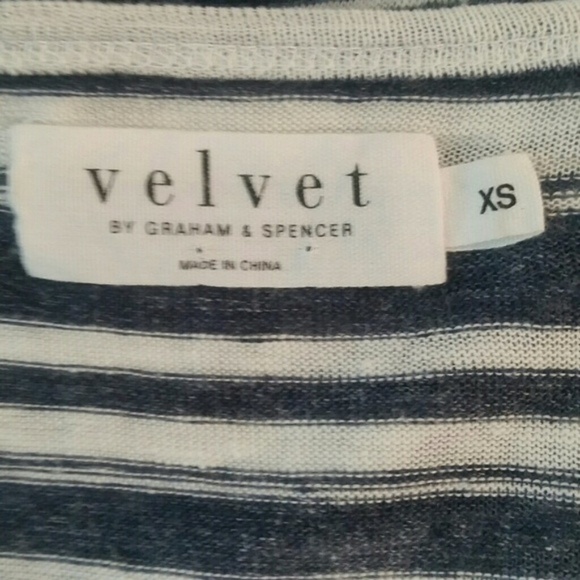 velvet
BY GRAHAM & SPENCER
MADE IN CHINA
XS